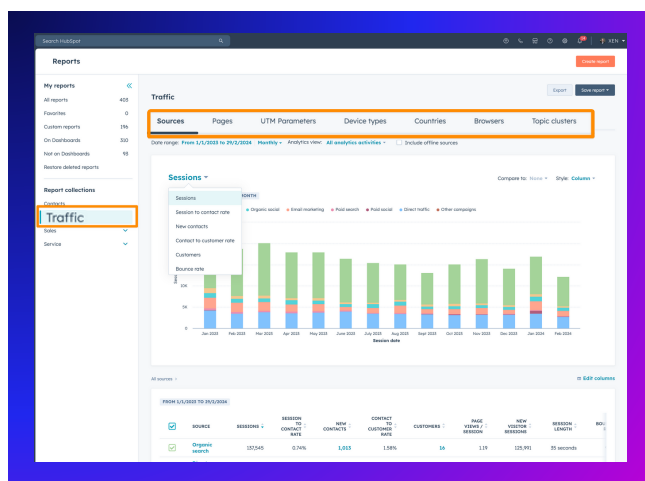 Search HubSpot
VEN
Reports
Create report
My reports
All reports 403
Favorites 0
Custom reports 196
On Dashboards 310
Not on Dashboards 93
Restore deleted reports
Report collections
Contacts
Traffic
Sales
Service
Traffic
Export Save report
Sources Pages UTM Parameters Device types Countries Browsers Topic clusters
Date range: From 1/1/2023 to 29/2/2024 Monthly Analytics view: All analytics activities Include offline sources
Sessions
Compare to: None Style: Column
Sessions
Session to contact rate
New contacts
Contact to customer rate
Customers
Bounce rate
MONTH
Organic social Email marketing Paid search Paid social Direct traffic Other campaigns
10K
5K
0
Jan 2023 Feb 2023 Mar 2023 Apr 2023 May 2023 June 2023 July 2023 Aug 2023 Sept 2023 Oct 2023 Nov 2023 Dec 2023 Jan 2024 Feb 2024
Session date
All sources
Edit columns
FROM 1/1/2023 TO 29/2/2024
SOURCE SESSIONS SESSION TO CONTACT RATE NEW CONTACTS CONTACT TO CUSTOMER RATE CUSTOMERS PAGE VIEWS / SESSION NEW VISITOR SESSIONS SESSION LENGTH
Organic search 137,545 0.74% 1,013 1.58% 16 1.19 125,991 35 seconds